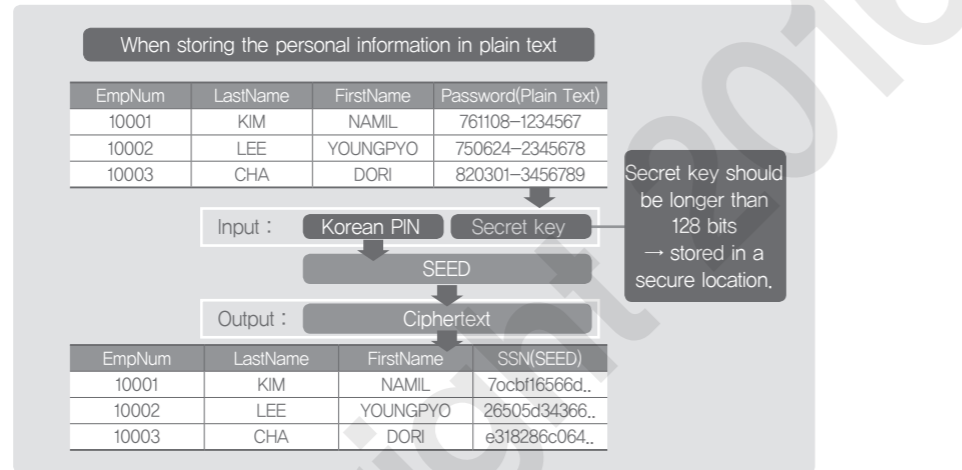 When storing the personal information in plain text
EmpNum LastName FirstName Password(Plain Text)
10001 KIM NAMIL 761108-1234567
10002 LEE YOUNGPYO 750624-2345678
10003 CHA DORI 820301-3456789
Secret key should
be longer than
128 bits
→ stored in a
secure location.
Input : Korean PIN Secret key
SEED
Output : Ciphertext
EmpNum LastName FirstName SSN(SEED)
10001 KIM NAMIL 7ocbf16566d..
10002 LEE YOUNGPYO 26505d34366..
10003 CHA DORI e318286c064..